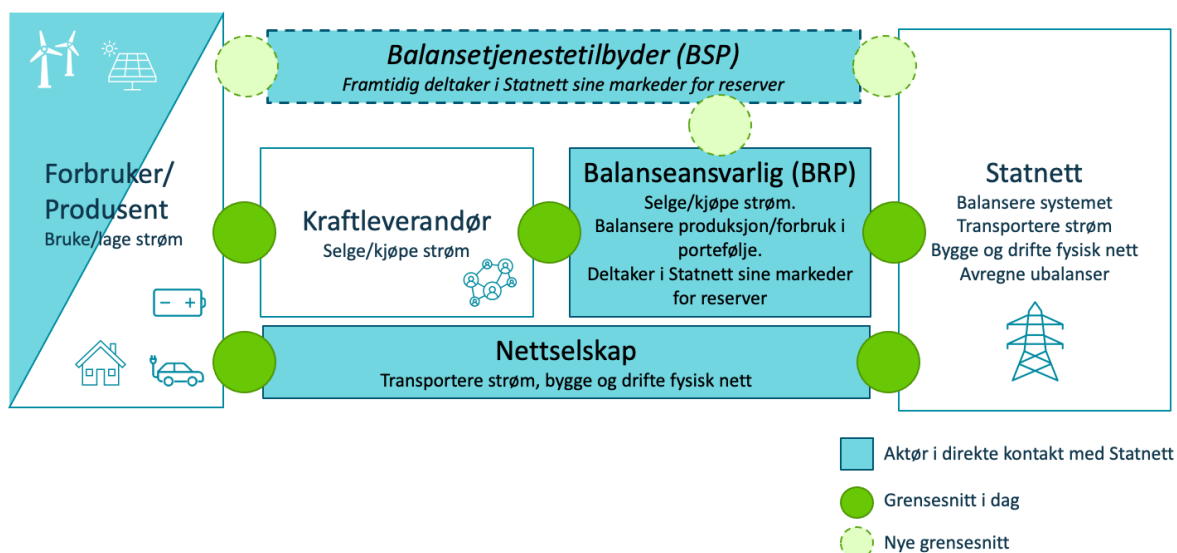 Balansetjenestetilbyder (BSP)
Framtidig deltaker i Statnett sine markeder for reserver
Forbruker/
Produsent
Bruke/lage strøm
Kraftleverandør
Selge/kjøpe strøm
Balanseansvarlig (BRP)
Selge/kjøpe strøm.
Balansere produksjon/forbruk i
portefølje.
Deltaker i Statnett sine markeder
for reserver
Statnett
Balansere systemet
Transportere strøm
Bygge og drifte fysisk nett
Avregne ubalanser
Nettselskap
Transportere strøm, bygge og drifte fysisk nett
Aktør i direkte kontakt med Statnett
Grensesnitt i dag
Nye grensesnitt